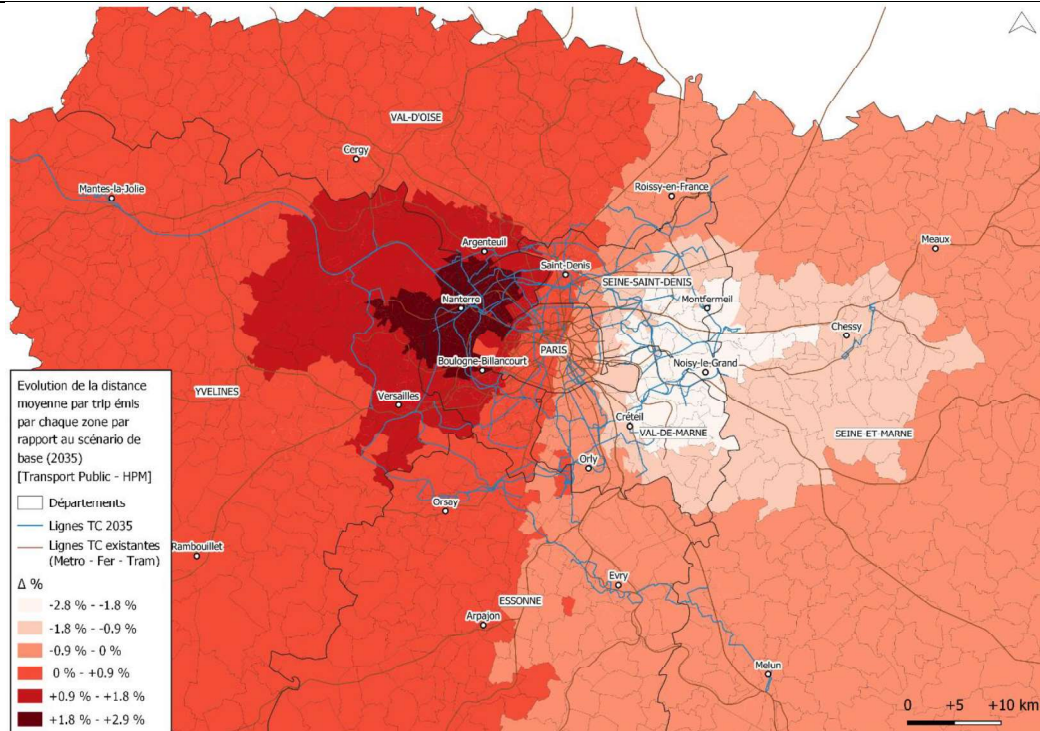 VAL-D'OISE
Cergy
Mantes-la-Jolie
Roissy-en-France
Argenteuil
Meaux
Saint-Denis
SEINE-SAINT-DENIS
Nanterre
Montfermeil
Chessy
PARIS
Boulogne-Billancourt
Noisy-le-Grand
YVELINES
Versailles
Créteil
VAL-DE-MARNE
SEINE-ET-MARNE
Orly
Orsay
Rambouillet
Evry
ESSONNE
Arpajon
Melun
Evolution de la distance
moyenne par trip émis
par chaque zone par
rapport au scénario de
base (2035)
[Transport Public - HPM]
Départements
Lignes TC 2035
Lignes TC existantes
(Metro - Fer - Tram)
Δ %
-2.8 % - -1.8 %
-1.8 % - -0.9 %
-0.9 % - 0 %
0 % - +0.9 %
+0.9 % - +1.8 %
+1.8 % - +2.9 %
0 +5 +10 km